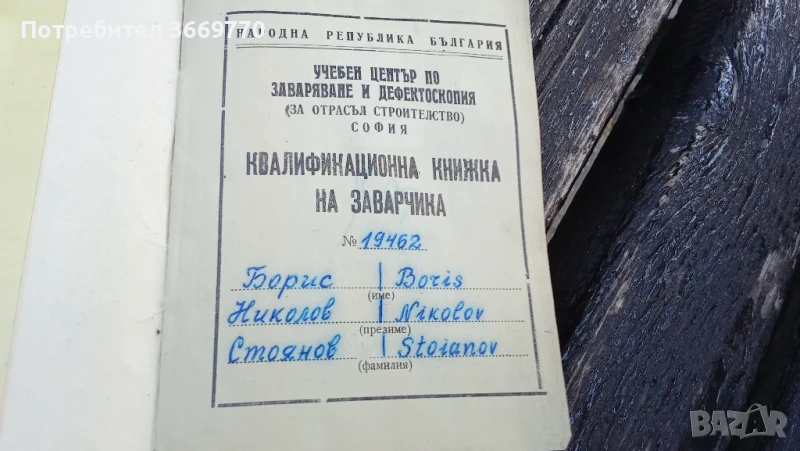 Потребител 3669770
НАРОДНА РЕПУБЛИКА БЪЛГАРИЯ
УЧЕБЕН ЦЕНТЪР ПО
ЗАВАРЯВАНЕ И ДЕФЕКТОСКОПИЯ
(ЗА ОТРАСЪЛ СТРОИТЕЛСТВО)
СОФИЯ
КВАЛИФИКАЦИОННА КНИЖКА
НА ЗАВАРЧИКА
№ 19462
Борис | Boris
(име)
Николов | Nikolov
(презиме)
Стоянов | Stoianov
(фамилия)
BAZAR